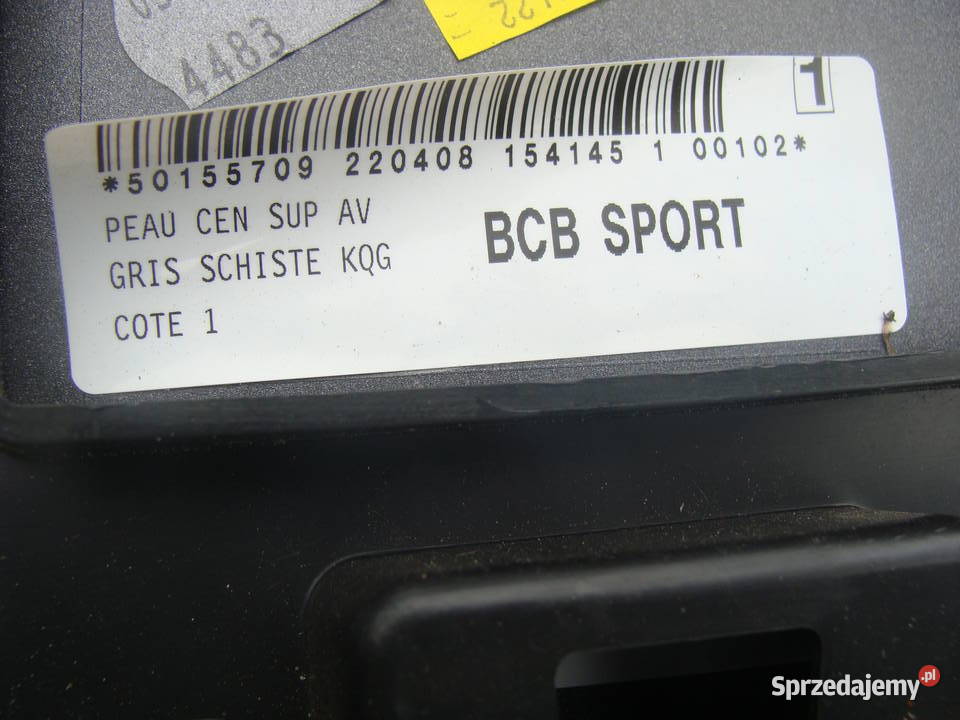 4483
1
*50155709 220408 154145 1 00102*
PEAU CEN SUP AV
BCB SPORT
GRIS SCHISTE KQG
COTE 1
Sprzedajemy.pl